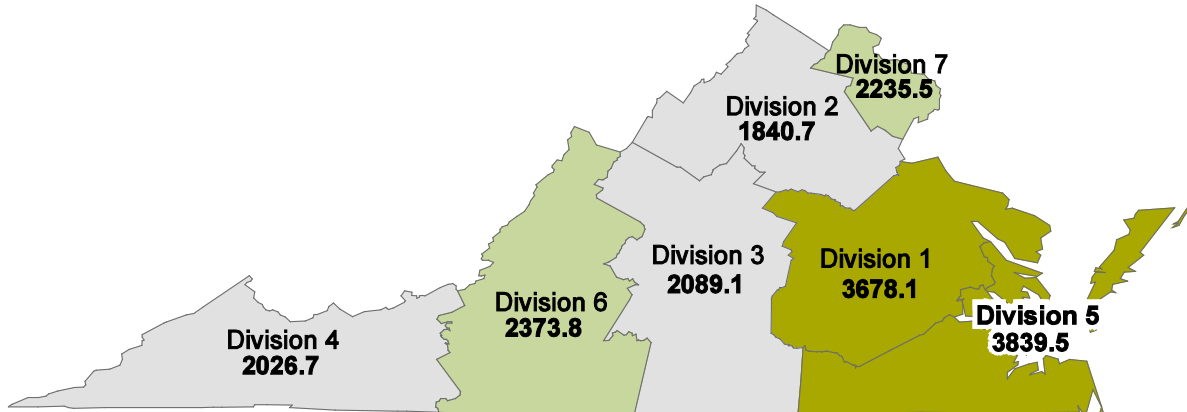 Division 7
2235.5
Division 2
1840.7
Division 3
2089.1
Division 1
3678.1
Division 6
2373.8
Division 5
3839.5
Division 4
2026.7